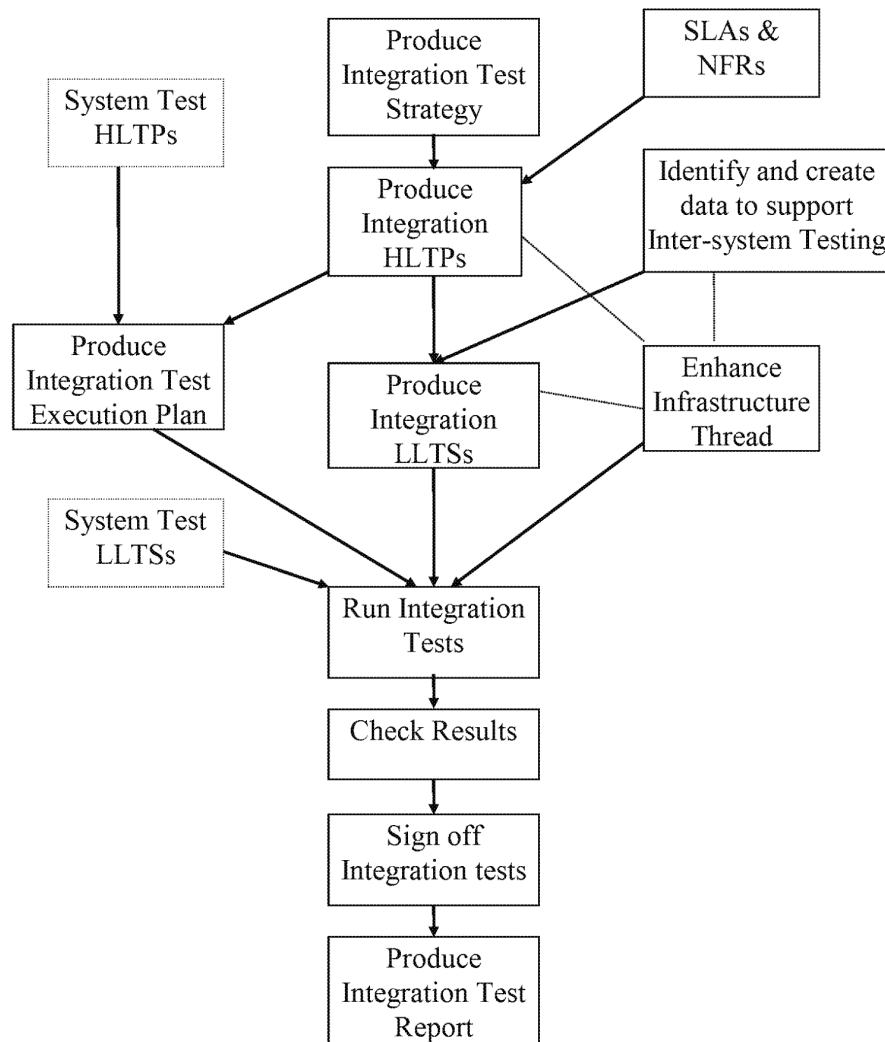 Produce
Integration Test
Strategy
SLAs &
NFRs
System Test
HLTPs
Produce
Integration
HLTPs
Identify and create
data to support
Inter-system Testing
Produce
Integration Test
Execution Plan
Produce
Integration
LLTSs
Enhance
Infrastructure
Thread
System Test
LLTSs
Run Integration
Tests
Check Results
Sign off
Integration tests
Produce
Integration Test
Report